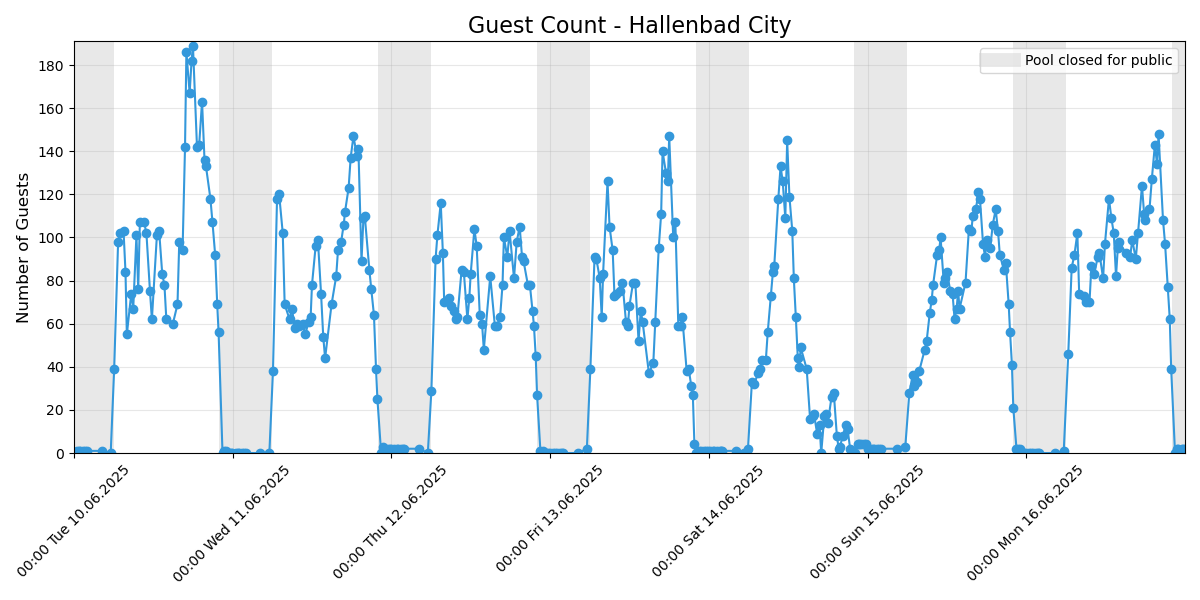 Guest Count - Hallenbad City
Pool closed for public
Number of Guests
180
160
140
120
100
80
60
40
20
0
00:00 Tue 10.06.2025
00:00 Wed 11.06.2025
00:00 Thu 12.06.2025
00:00 Fri 13.06.2025
00:00 Sat 14.06.2025
00:00 Sun 15.06.2025
00:00 Mon 16.06.2025